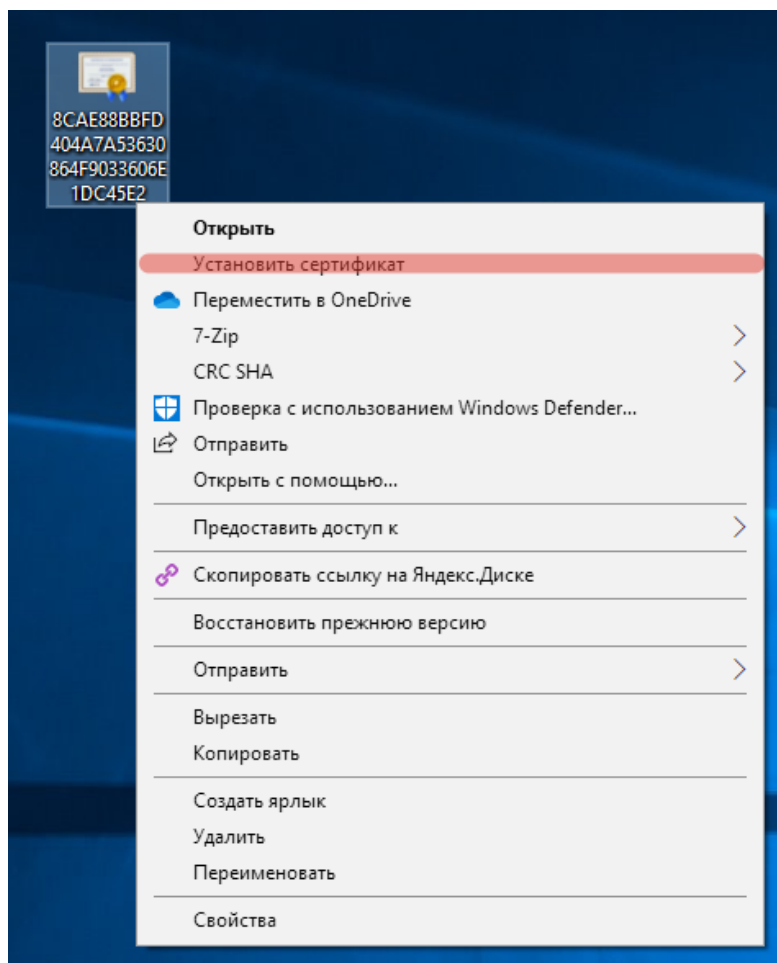 8CAE88BBFD
404A7A53630
864F9033606E
1DC45E2
Открыть
Установить сертификат
Переместить в OneDrive
7-Zip
CRC SHA
Проверка с использованием Windows Defender...
Отправить
Открыть с помощью...
Предоставить доступ к
Скопировать ссылку на Яндекс.Диске
Восстановить прежнюю версию
Отправить
Вырезать
Копировать
Создать ярлык
Удалить
Переименовать
Свойства